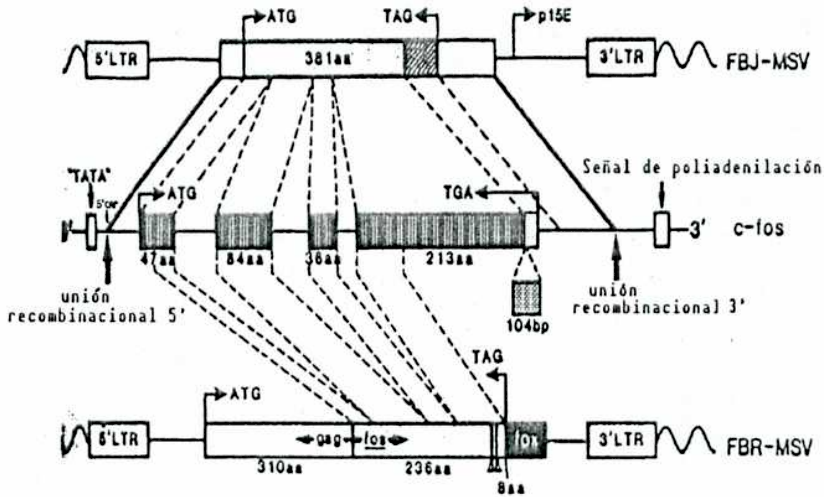 ATG
TAG
p15E
5'LTR
381aa
3'LTR
FBJ-MSV
"TATA"
5'
ATG
TGA
Señal de poliadenilación
3'
c-fos
47aa
84aa
36aa
213aa
104bp
unión
recombinacional 5'
unión
recombinacional 3'
ATG
TAG
5'LTR
gag
fos
fox
3'LTR
FBR-MSV
310aa
236aa
8aa